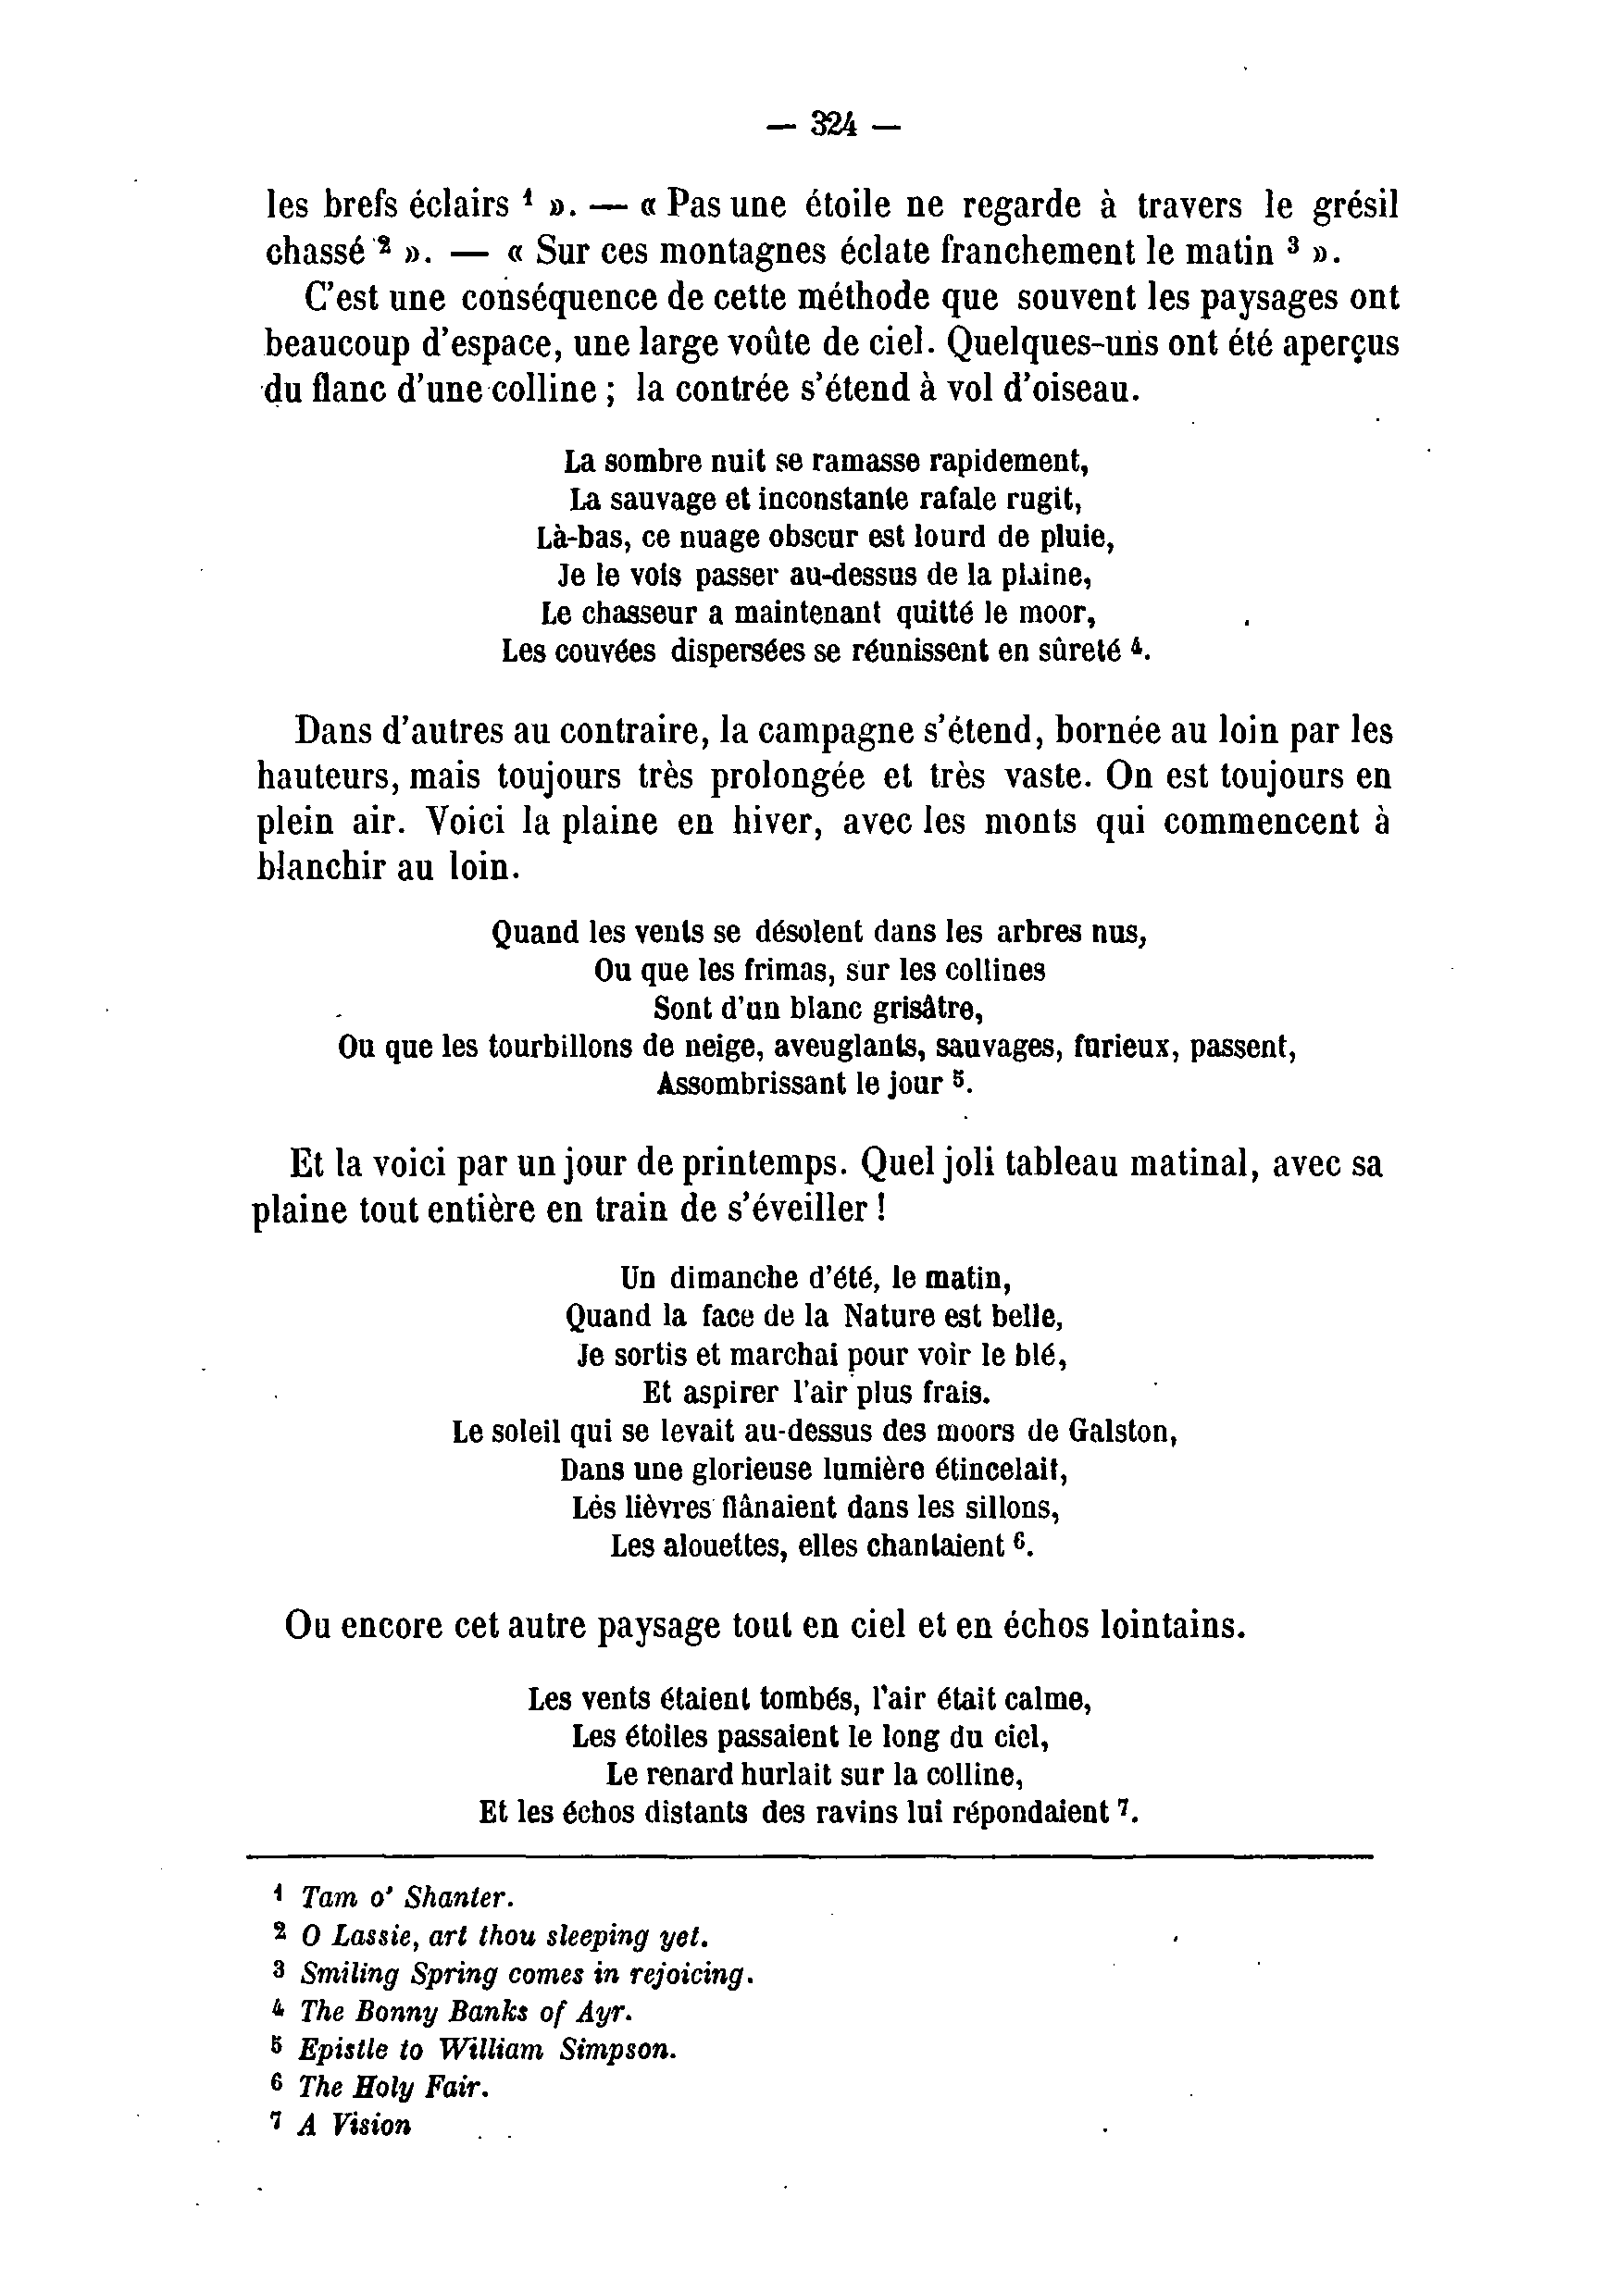 — 324 —
les brefs éclairs ¹ ». — « Pas une étoile ne regarde à travers le grésil
chassé ² ». — « Sur ces montagnes éclate franchement le matin ³ ».
C'est une conséquence de cette méthode que souvent les paysages ont
beaucoup d'espace, une large voûte de ciel. Quelques-uns ont été aperçus
du flanc d'une colline ; la contrée s'étend à vol d'oiseau.
La sombre nuit se ramasse rapidement,
La sauvage et inconstante rafale rugit,
Là-bas, ce nuage obscur est lourd de pluie,
Je le vois passer au-dessus de la plaine,
Le chasseur a maintenant quitté le moor,
Les couvées dispersées se réunissent en sûreté ⁴.
Dans d'autres au contraire, la campagne s'étend, bornée au loin par les
hauteurs, mais toujours très prolongée et très vaste. On est toujours en
plein air. Voici la plaine en hiver, avec les monts qui commencent à
blanchir au loin.
Quand les vents se désolent dans les arbres nus,
Ou que les frimas, sur les collines
Sont d'un blanc grisâtre,
Ou que les tourbillons de neige, aveuglants, sauvages, furieux, passent,
Assombrissant le jour ⁵.
Et la voici par un jour de printemps. Quel joli tableau matinal, avec sa
plaine tout entière en train de s'éveiller !
Un dimanche d'été, le matin,
Quand la face de la Nature est belle,
Je sortis et marchai pour voir le blé,
Et aspirer l'air plus frais.
Le soleil qui se levait au-dessus des moors de Galston,
Dans une glorieuse lumière étincelait,
Les lièvres flânaient dans les sillons,
Les alouettes, elles chantaient ⁶.
Ou encore cet autre paysage tout en ciel et en échos lointains.
Les vents étaient tombés, l'air était calme,
Les étoiles passaient le long du ciel,
Le renard hurlait sur la colline,
Et les échos distants des ravins lui répondaient ⁷.
¹ Tam o' Shanter.
² O Lassie, art thou sleeping yet.
³ Smiling Spring comes in rejoicing.
⁴ The Bonny Banks of Ayr.
⁵ Epistle to William Simpson.
⁶ The Holy Fair.
⁷ A Vision